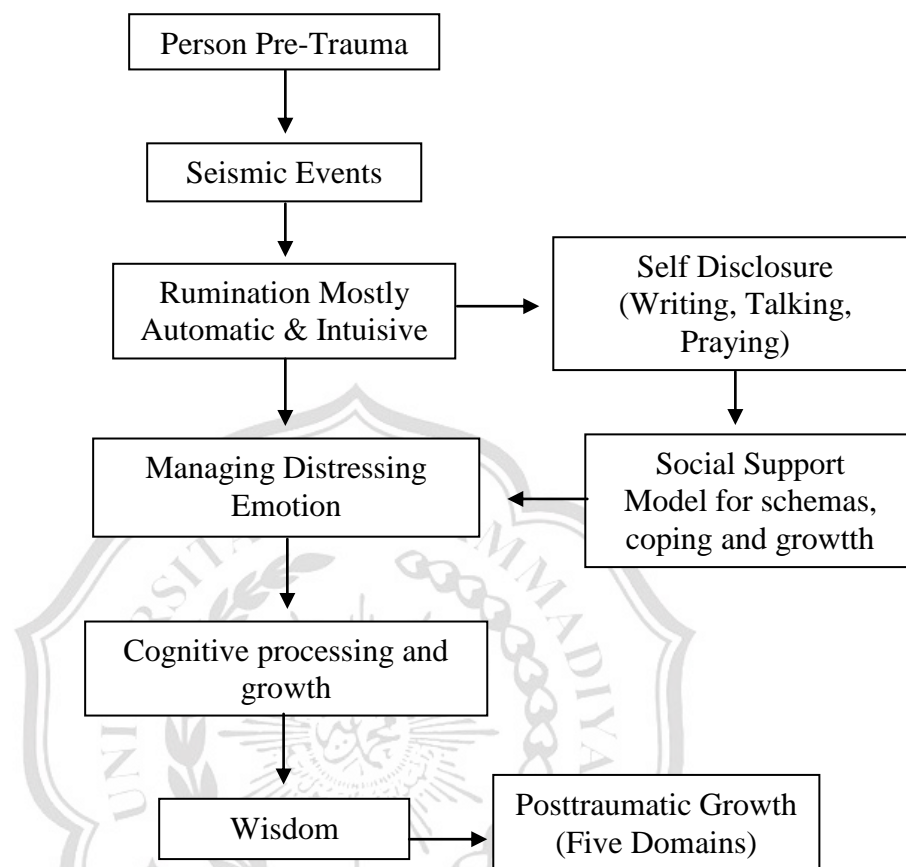 Person Pre-Trauma
Seismic Events
Rumination Mostly
Automatic & Intuisive
Self Disclosure
(Writing, Talking,
Praying)
Managing Distressing
Emotion
Social Support
Model for schemas,
coping and growtth
Cognitive processing and
growth
Wisdom
Posttraumatic Growth
(Five Domains)